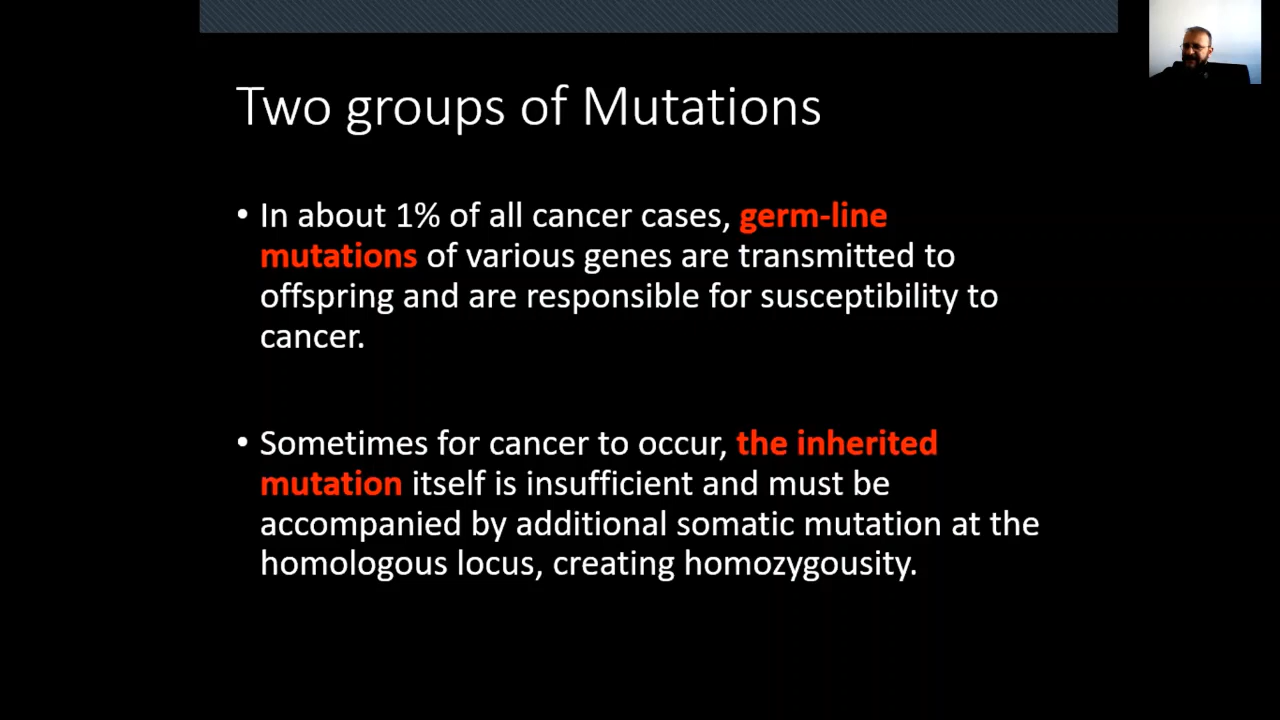 Two groups of Mutations
• In about 1% of all cancer cases, germ-line
mutations of various genes are transmitted to
offspring and are responsible for susceptibility to
cancer.
• Sometimes for cancer to occur, the inherited
mutation itself is insufficient and must be
accompanied by additional somatic mutation at the
homologous locus, creating homozygousity.